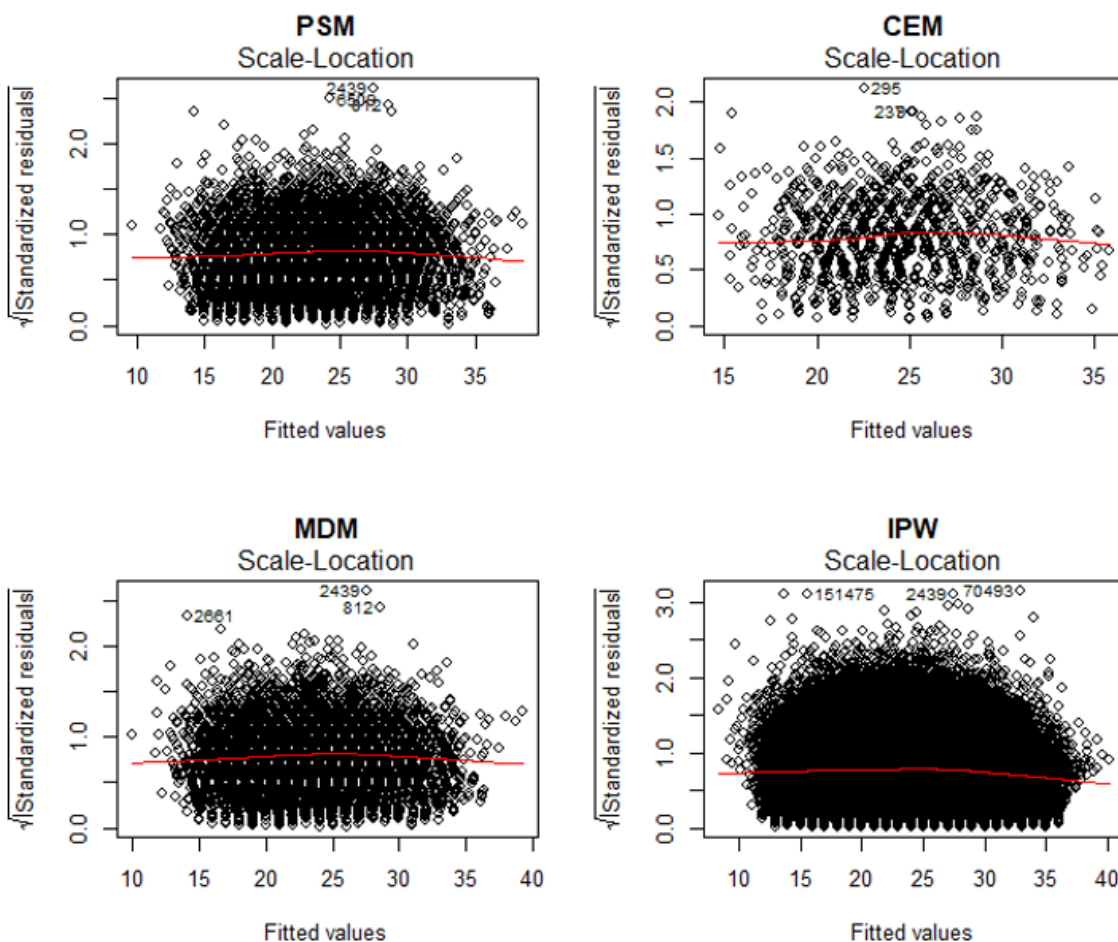 PSM
Scale-Location
√|Standardized residuals|
2.0
1.0
0.0
2439
812
10 15 20 25 30 35
Fitted values
CEM
Scale-Location
√|Standardized residuals|
2.0
1.5
1.0
0.5
0.0
295
15 20 25 30 35
Fitted values
MDM
Scale-Location
√|Standardized residuals|
2.0
1.0
0.0
2439
812
2661
10 15 20 25 30 35 40
Fitted values
IPW
Scale-Location
√|Standardized residuals|
3.0
2.0
1.0
0.0
151475 2439 70493
10 15 20 25 30 35 40
Fitted values